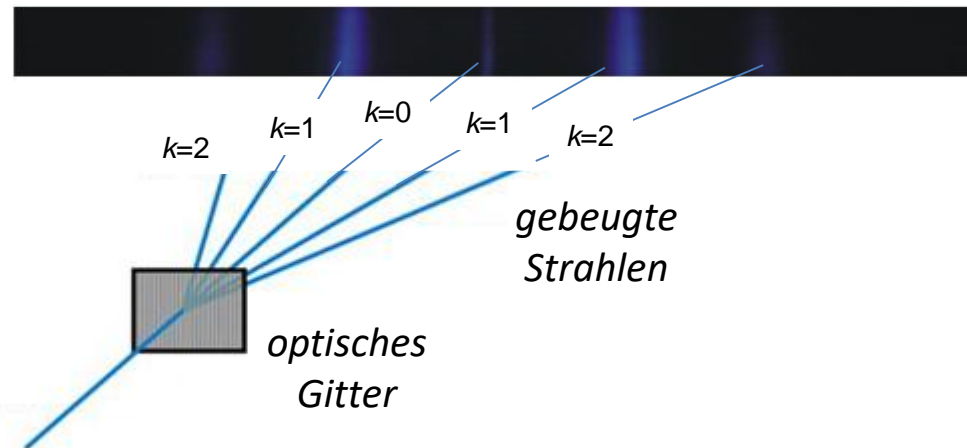 k=2
k=1
k=0
k=1
k=2
gebeugte
Strahlen
optisches
Gitter